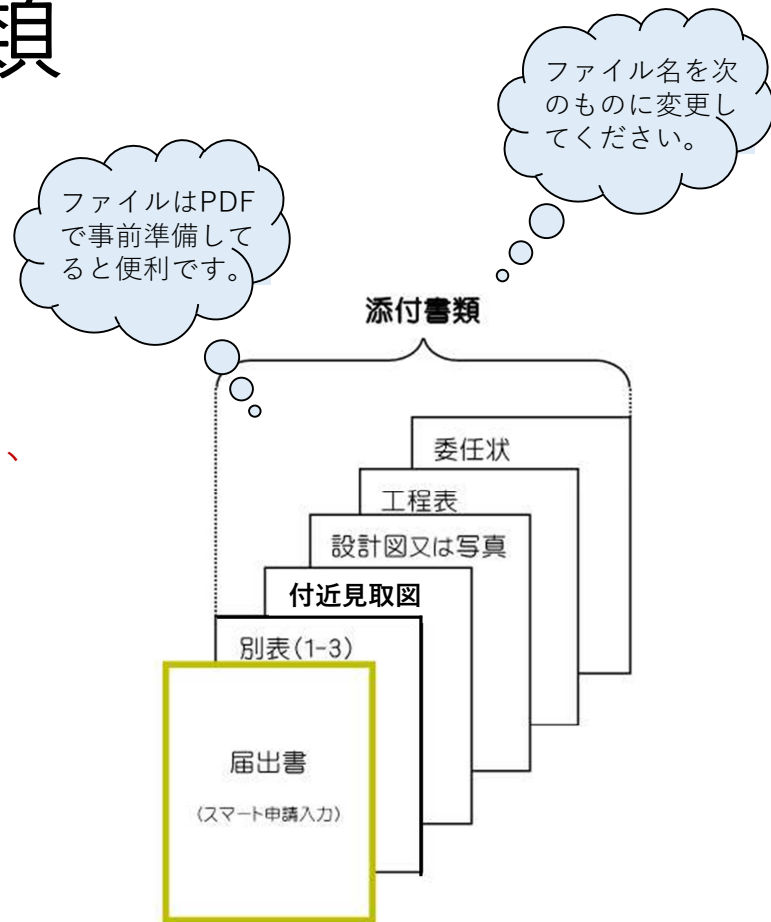 類
ファイル名を次
のものに変更し
てください。
ファイルはPDF
で事前準備して
ると便利です。
添付書類
、
委任状
工程表
設計図又は写真
付近見取図
別表(1-3)
届出書
(スマート申請入力)